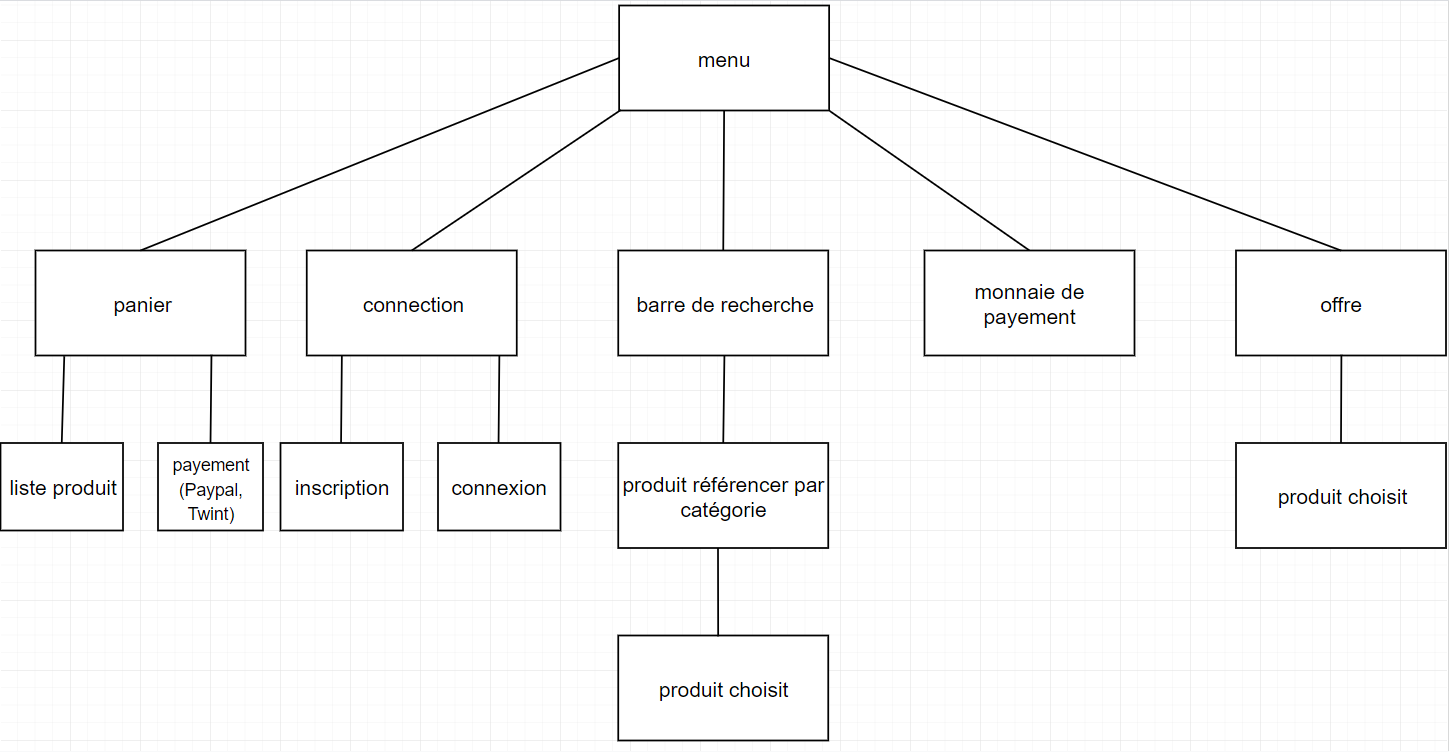 menu
panier
connection
barre de recherche
monnaie de
payement
offre
liste produit
payement
(Paypal,
Twint)
inscription
connexion
produit référencer par
catégorie
produit choisit
produit choisit